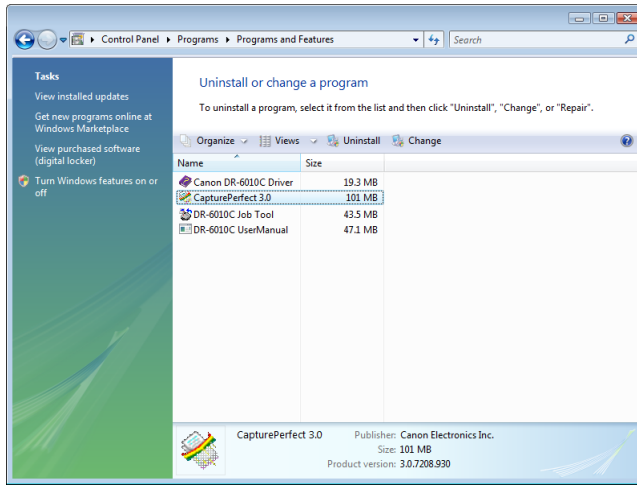 Control Panel Programs Programs and Features Search
Tasks
View installed updates
Get new programs online at
Windows Marketplace
View purchased software
(digital locker)
Turn Windows features on or
off
Uninstall or change a program
To uninstall a program, select it from the list and then click "Uninstall", "Change", or "Repair".
Organize Views Uninstall Change
Name Size
Canon DR-6010C Driver 19.3 MB
CapturePerfect 3.0 101 MB
DR-6010C Job Tool 43.5 MB
DR-6010C UserManual 47.1 MB
CapturePerfect 3.0 Publisher: Canon Electronics Inc.
Size: 101 MB
Product version: 3.0.7208.930